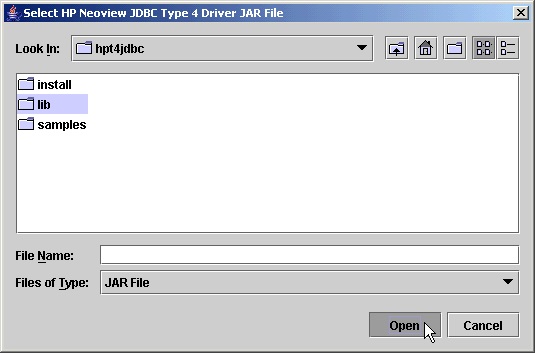 Select HP Neoview JDBC Type 4 Driver JAR File
Look In: hpt4jdbc
install
lib
samples
File Name:
Files of Type: JAR File
Open Cancel